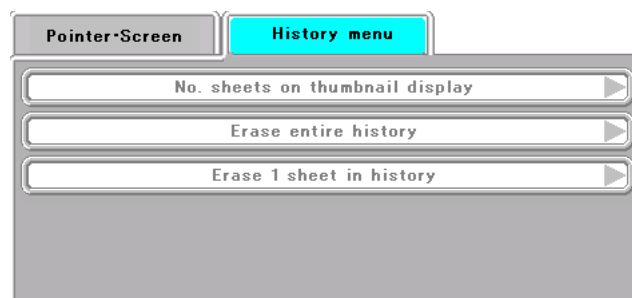 Pointer·Screen
History menu
No. sheets on thumbnail display
Erase entire history
Erase 1 sheet in history